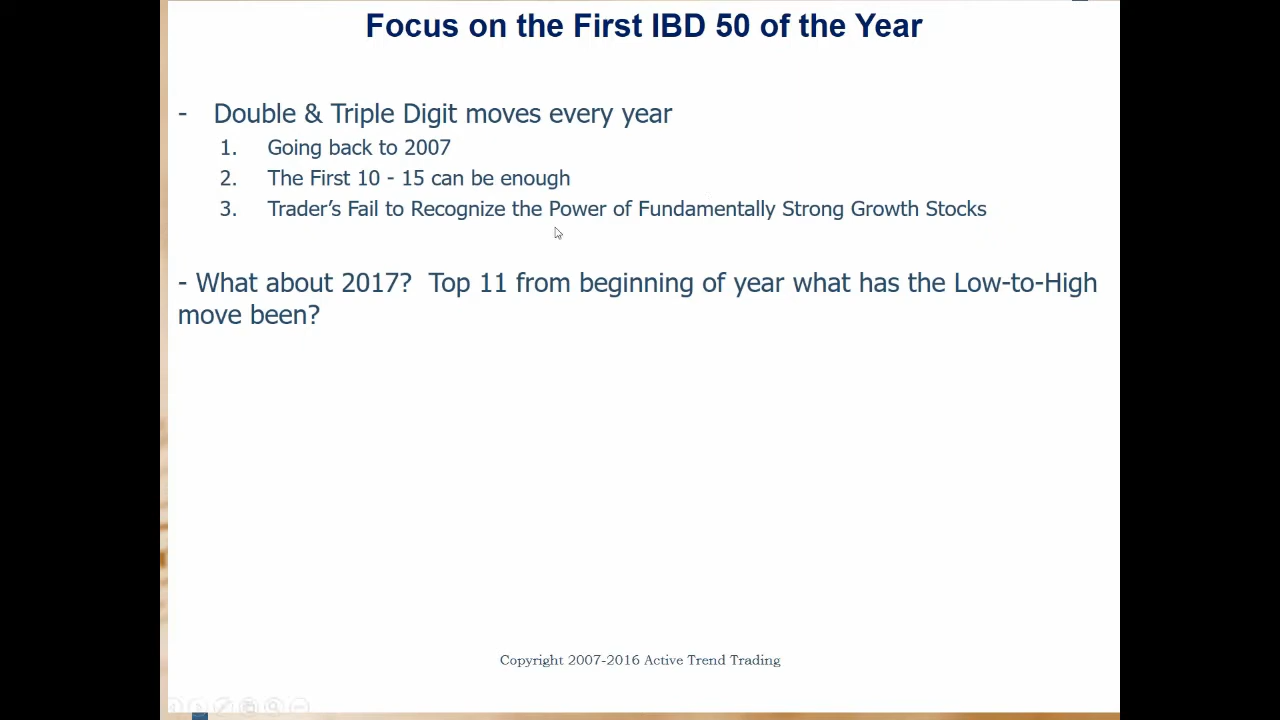 Focus on the First IBD 50 of the Year
- Double & Triple Digit moves every year
1. Going back to 2007
2. The First 10 - 15 can be enough
3. Trader's Fail to Recognize the Power of Fundamentally Strong Growth Stocks
- What about 2017? Top 11 from beginning of year what has the Low-to-High
move been?
Copyright 2007-2016 Active Trend Trading